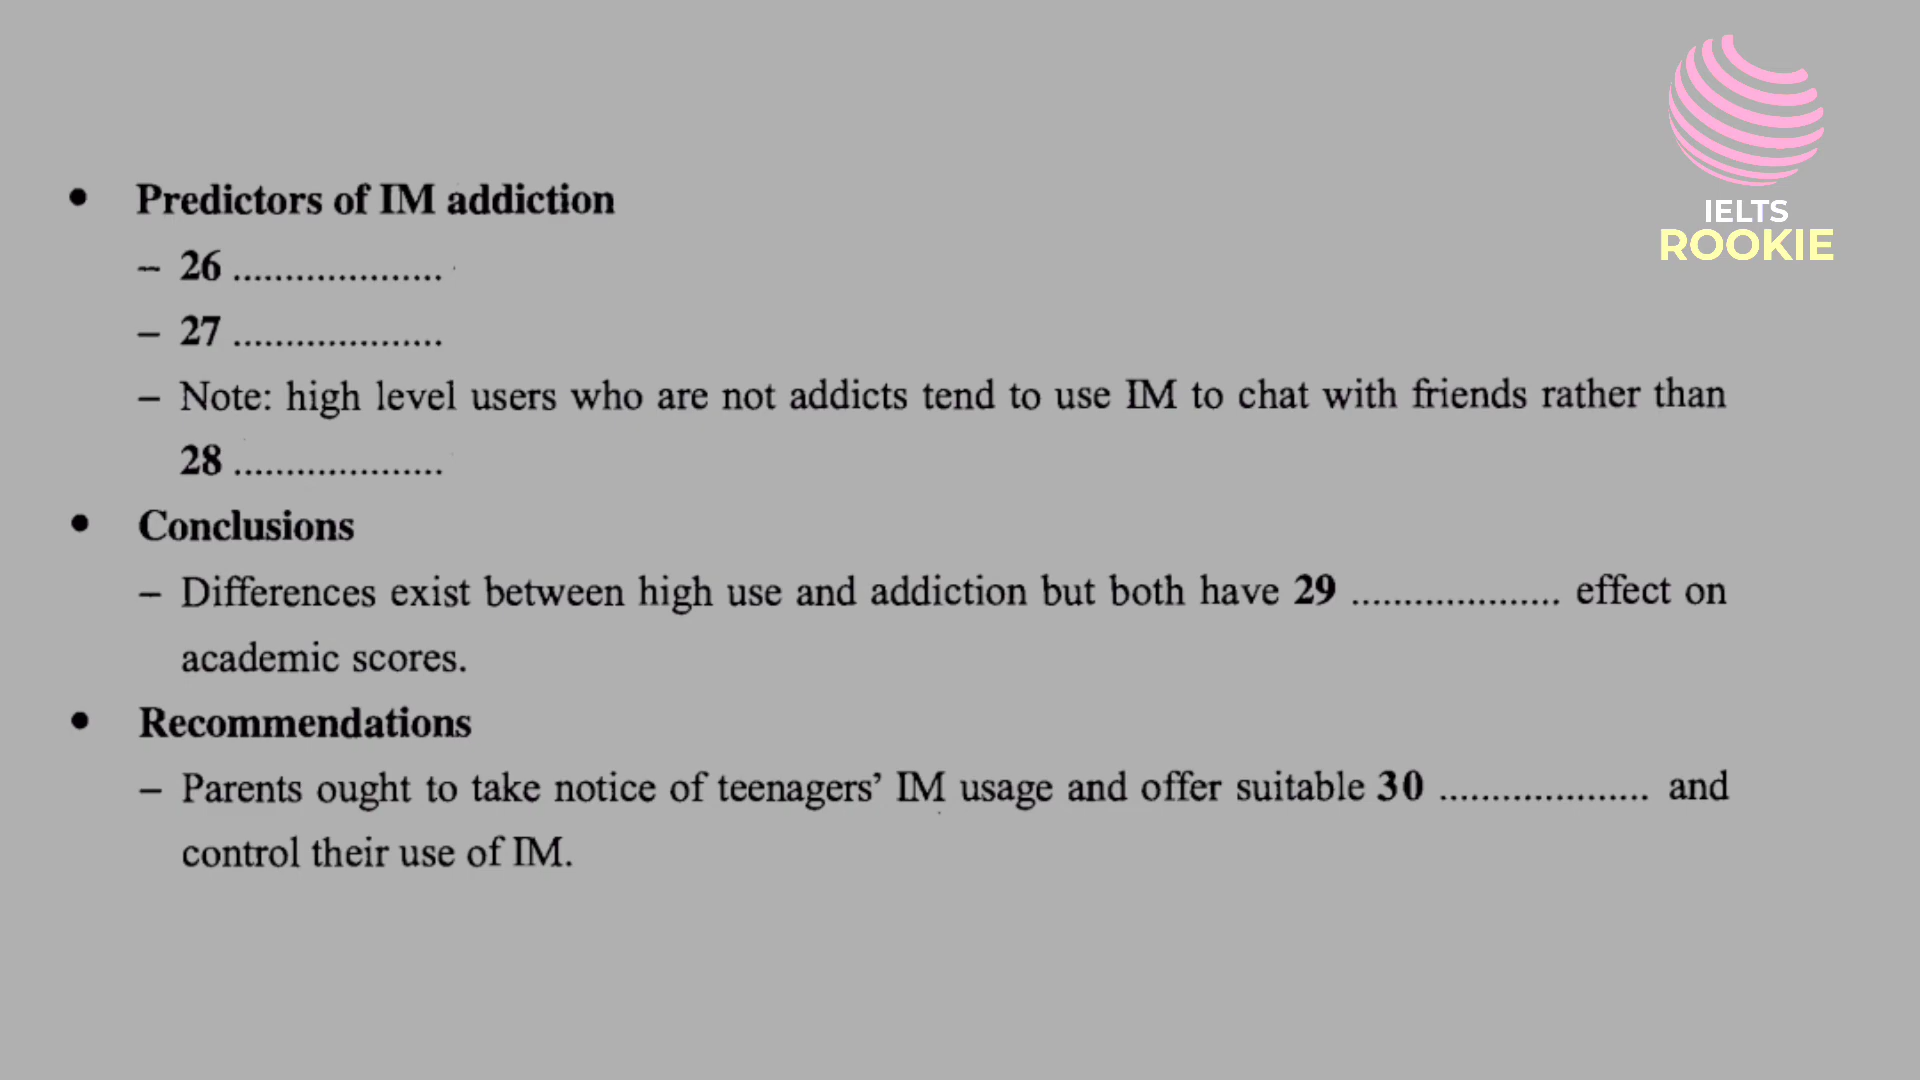 IELTS
ROOKIE
• Predictors of IM addiction
– 26 ....................
– 27 ....................
– Note: high level users who are not addicts tend to use IM to chat with friends rather than
28 ....................
• Conclusions
– Differences exist between high use and addiction but both have 29 .................... effect on
academic scores.
• Recommendations
– Parents ought to take notice of teenagers’ IM usage and offer suitable 30 .................... and
control their use of IM.